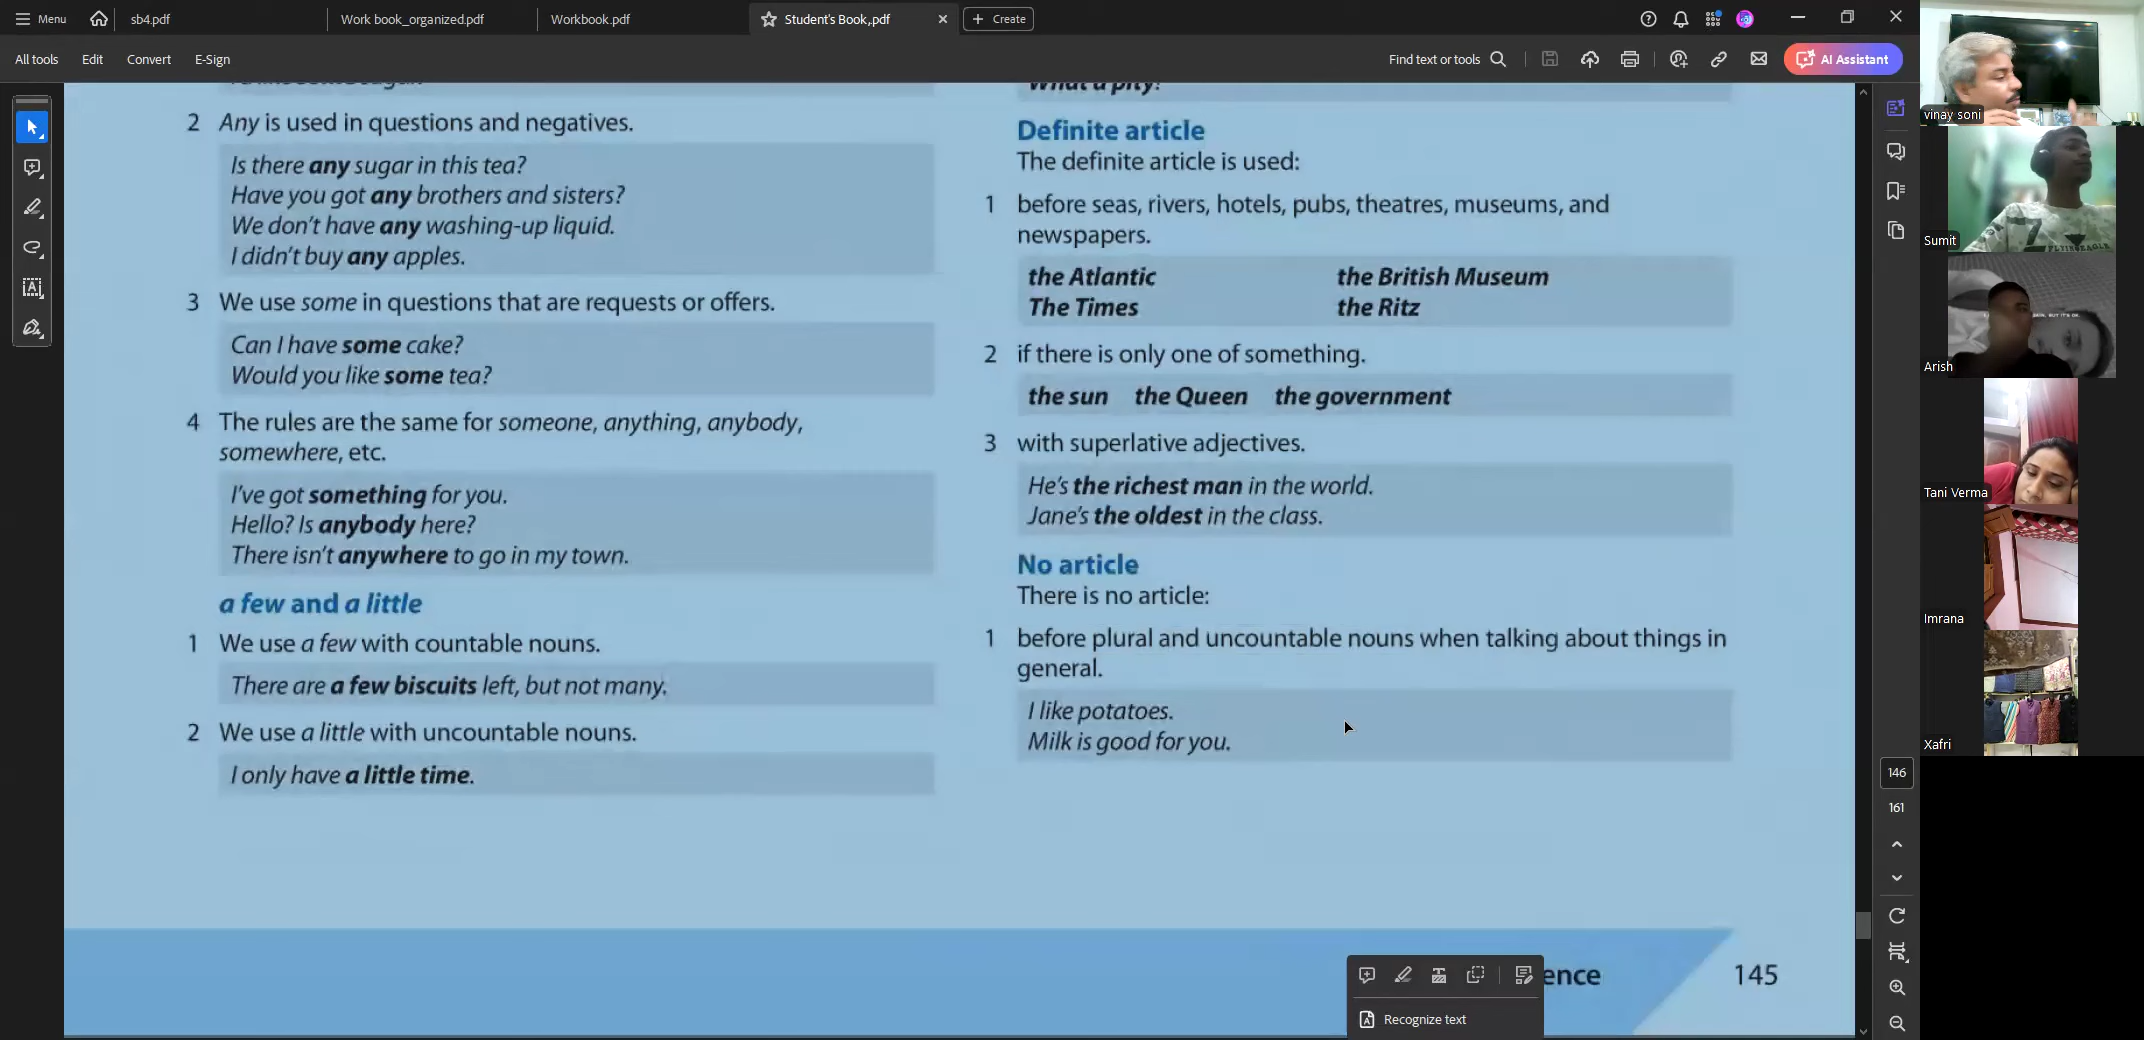 Menu
sb4.pdf
Work book_organized.pdf
Workbook.pdf
Student's Book,.pdf
Create
All tools
Edit
Convert
E-Sign
Find text or tools
AI Assistant
2 Any is used in questions and negatives.
Is there any sugar in this tea?
Have you got any brothers and sisters?
We don't have any washing-up liquid.
I didn't buy any apples.
3 We use some in questions that are requests or offers.
Can I have some cake?
Would you like some tea?
4 The rules are the same for someone, anything, anybody,
somewhere, etc.
I've got something for you.
Hello? Is anybody here?
There isn't anywhere to go in my town.
a few and a little
1 We use a few with countable nouns.
There are a few biscuits left, but not many.
2 We use a little with uncountable nouns.
I only have a little time.
What a pity!
Definite article
The definite article is used:
1 before seas, rivers, hotels, pubs, theatres, museums, and
newspapers.
the Atlantic the British Museum
The Times the Ritz
2 if there is only one of something.
the sun the Queen the government
3 with superlative adjectives.
He's the richest man in the world.
Jane's the oldest in the class.
No article
There is no article:
1 before plural and uncountable nouns when talking about things in
general.
I like potatoes.
Milk is good for you.
ence 145
Recognize text
146
161
vinay soni
Sumit
Arish
Tani Verma
Imrana
Xafri